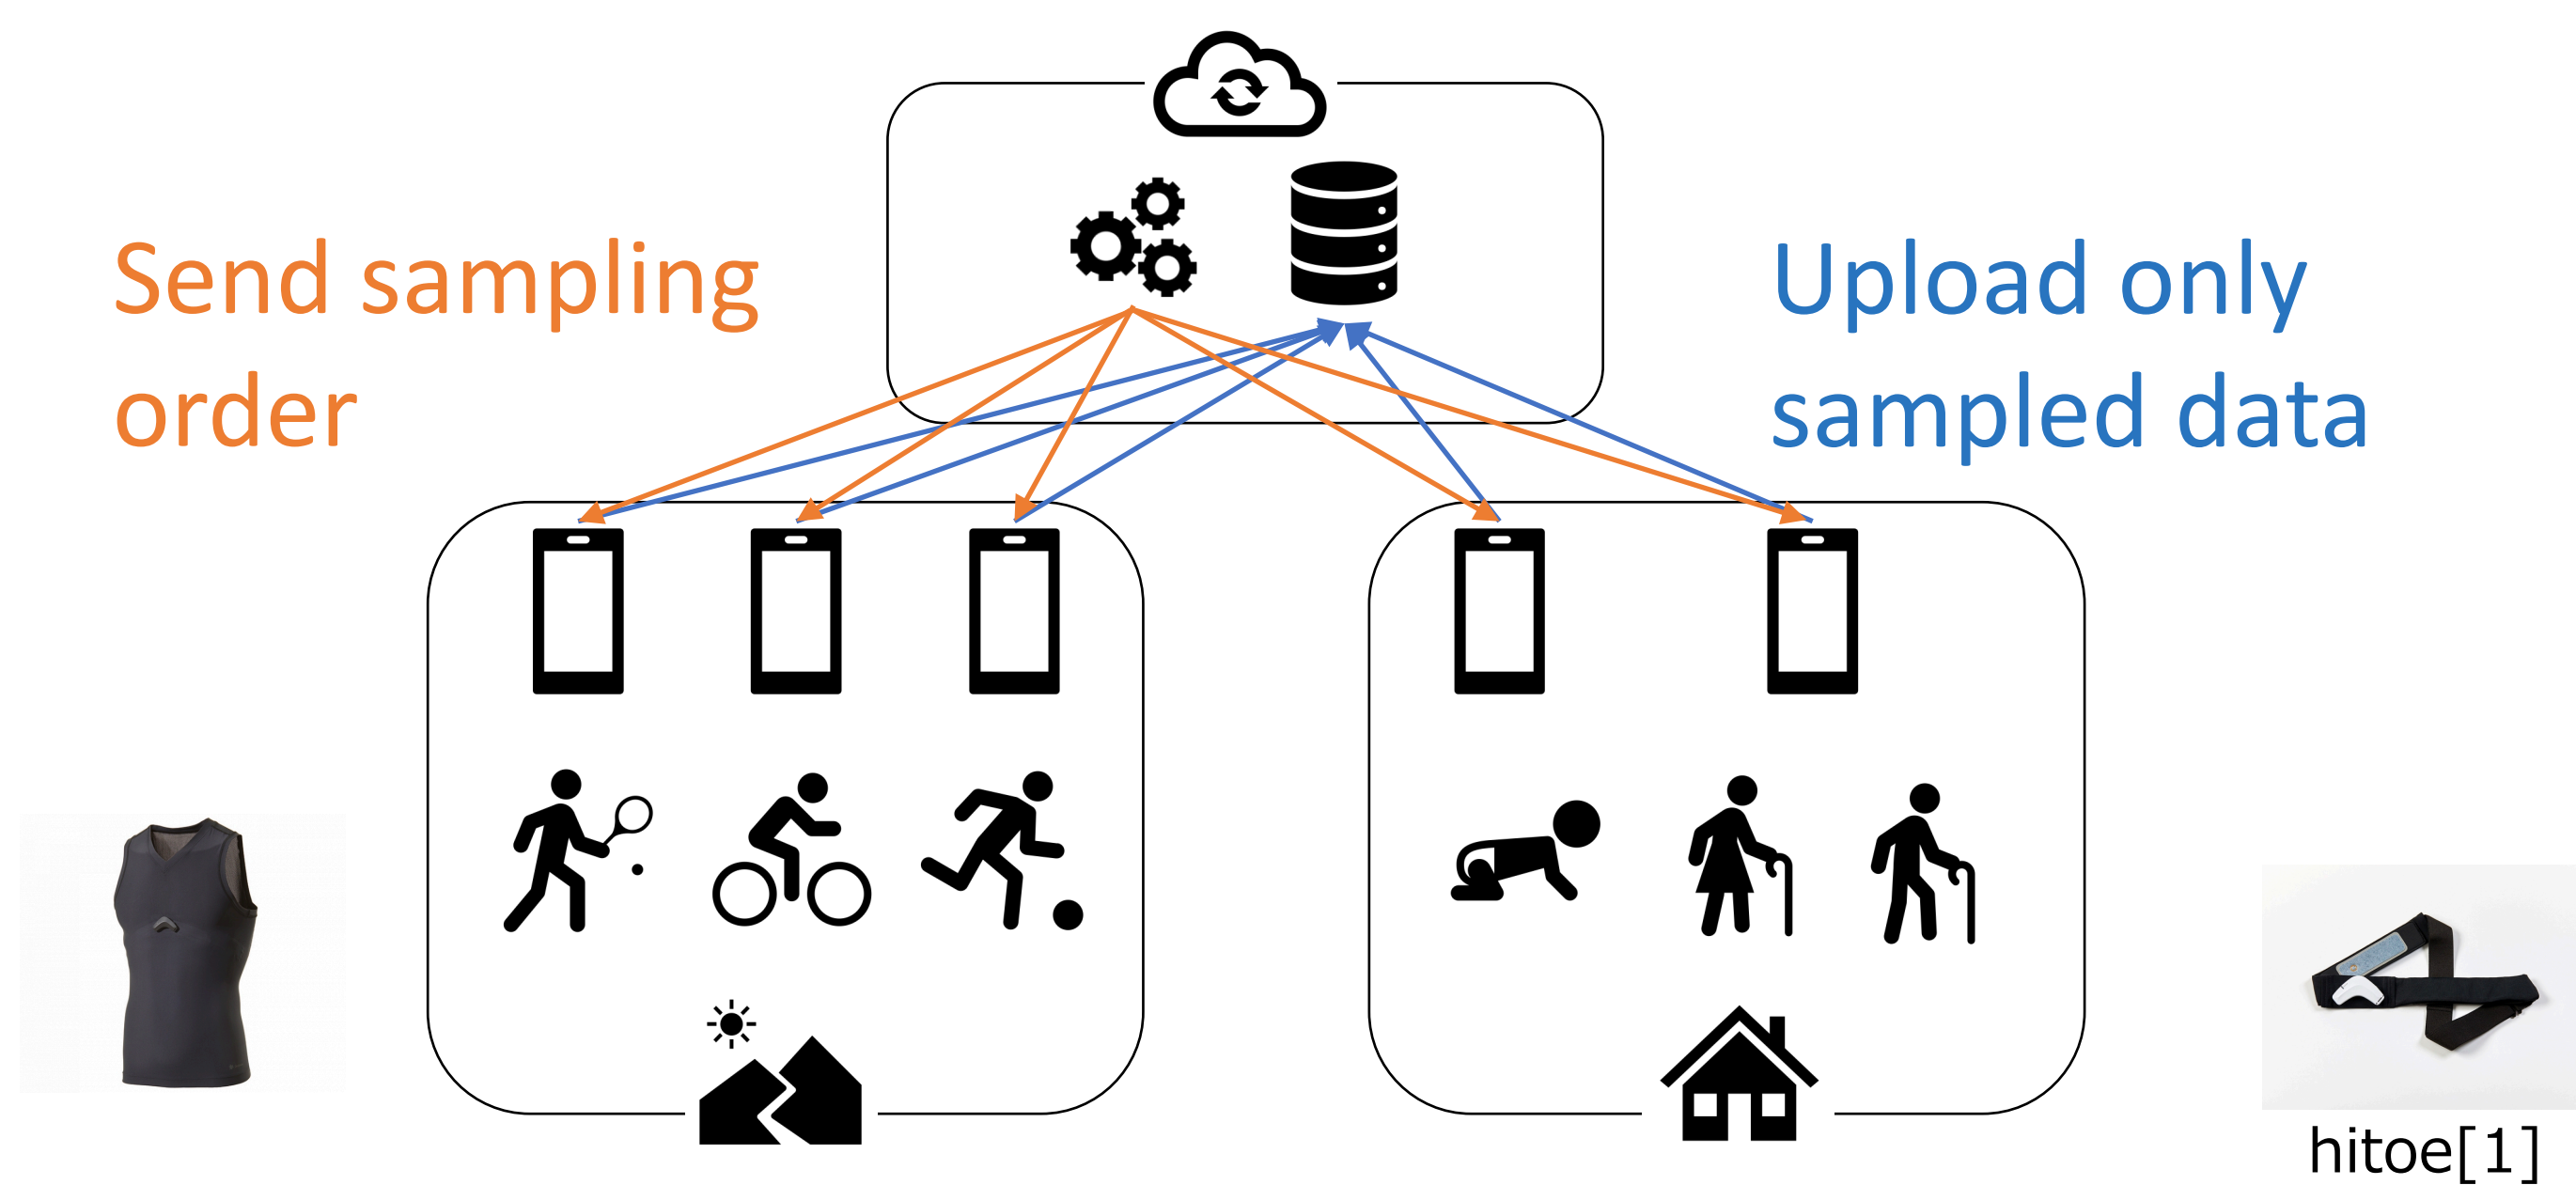 Send sampling
order
Upload only
sampled data
hitoe[1]